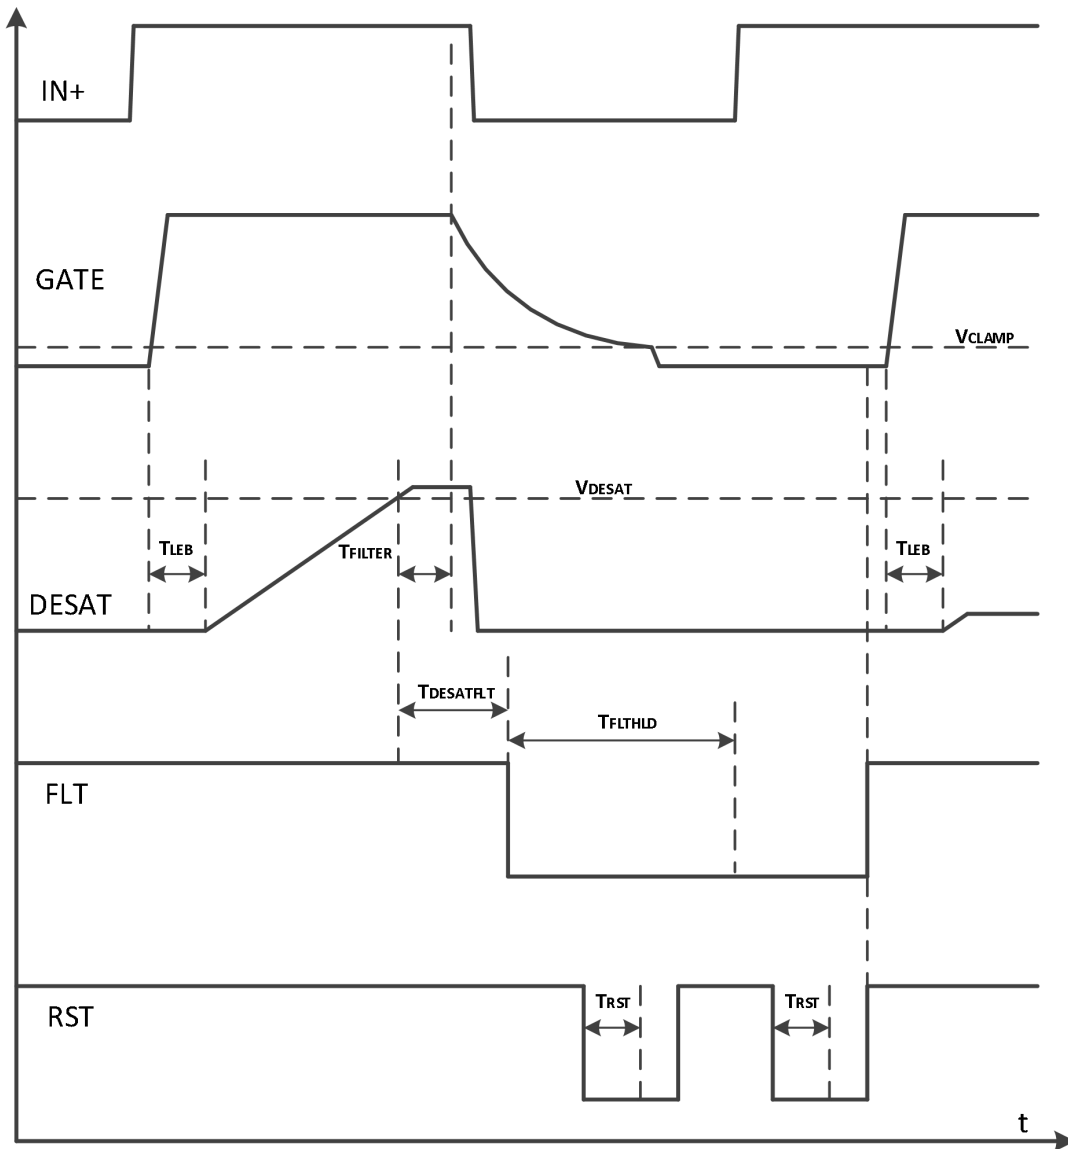 IN+
GATE
VCLAMP
VDESAT
TLEB
TFILTER
TLEB
DESAT
TDESATFLT
TFLTHLD
FLT
TRST
TRST
RST
t